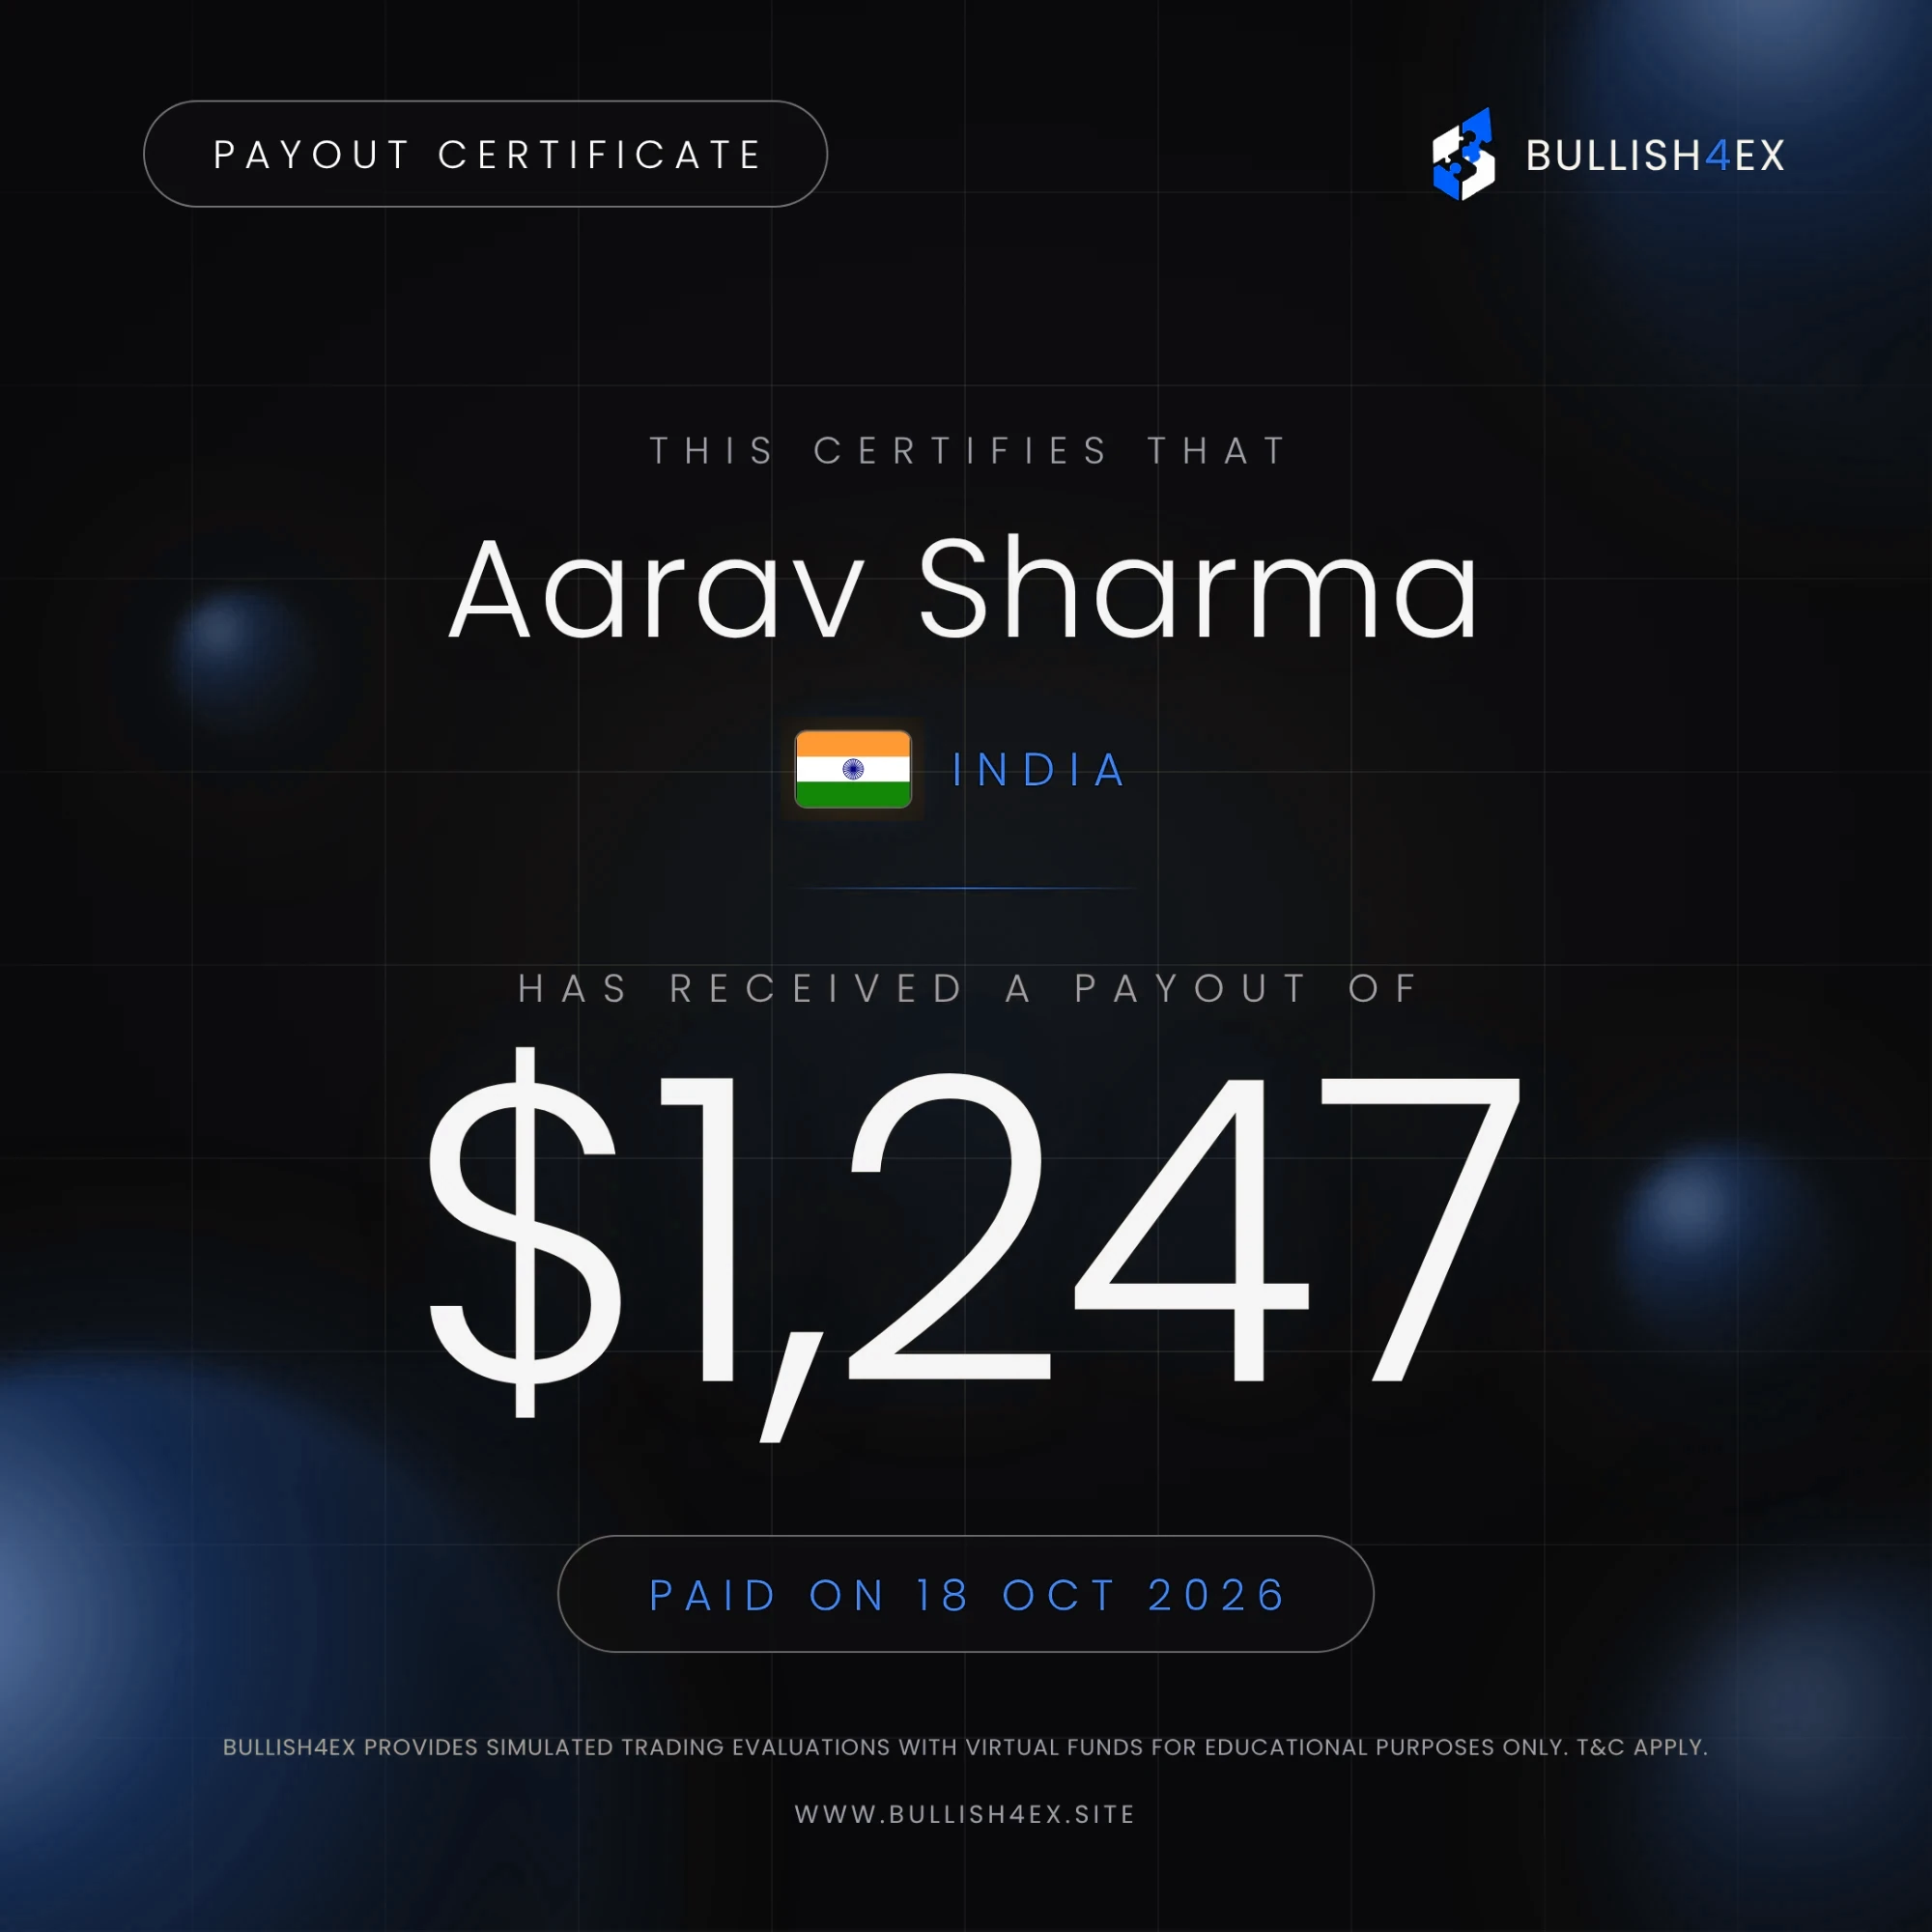 PAYOUT CERTIFICATE
BULLISH4EX
THIS CERTIFIES THAT
Aarav Sharma
INDIA
HAS RECEIVED A PAYOUT OF
$1,247
PAID ON 18 OCT 2026
BULLISH4EX PROVIDES SIMULATED TRADING EVALUATIONS WITH VIRTUAL FUNDS FOR EDUCATIONAL PURPOSES ONLY. T&C APPLY.
WWW.BULLISH4EX.SITE